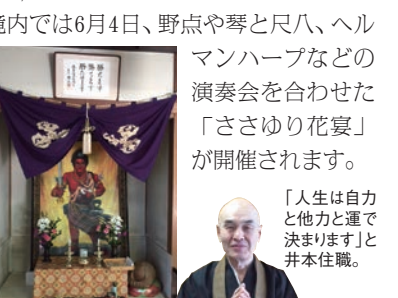 境内では6月4日、野点や琴と尺八、ヘル
マンハープなどの
演奏会を合わせた
「ささゆり花宴」
が開催されます。
「人生は自力
と他力と運で
決まります」と
井本住職。